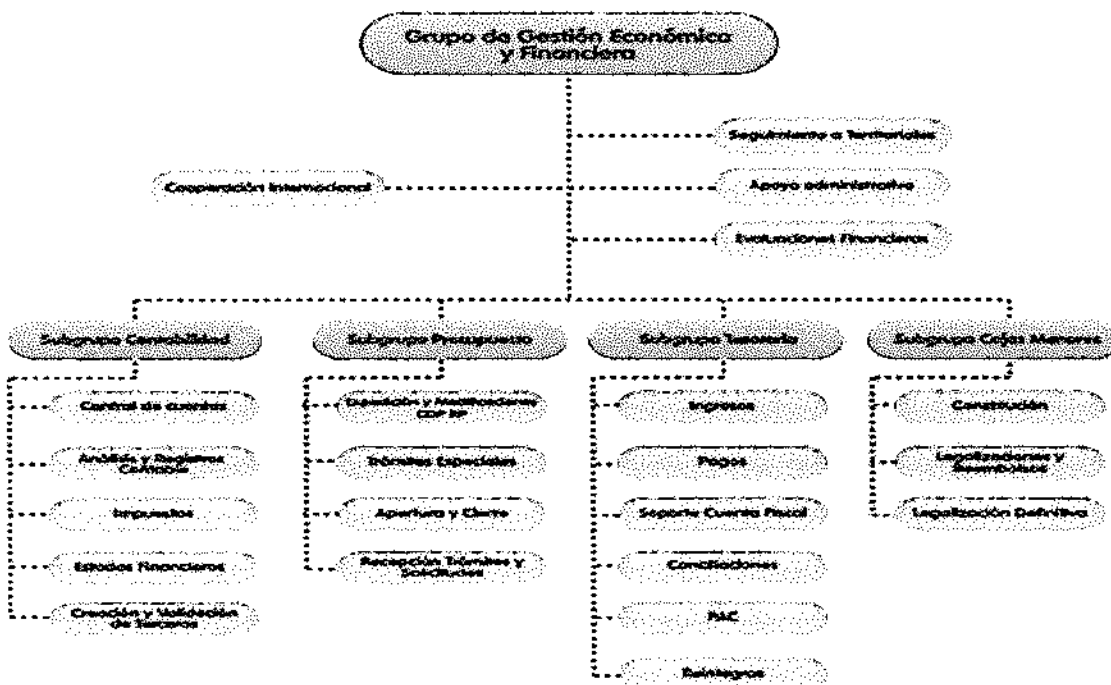 Grupo de Gestión Económica
y Financiera
Seguimiento a Territoriales
Cooperación Internacional
Apoyo administrativo
Evaluaciones Financieras
Subgrupo Contabilidad
Subgrupo Presupuesto
Subgrupo Tesorería
Subgrupo Cajas Menores
Control de cuentas
Análisis y Registros
Contable
Impuestos
Estados Financieros
Creación y Validación
de Terceros
Expedición y Modificaciones
CDP RP
Trámites Especiales
Apertura y Cierre
Recepción Trámites y
Solicitudes
Ingresos
Pagos
Soporte Cuenta Fiscal
Conciliaciones
PAC
Reintegros
Constitución
Legalizaciones y
Reembolsos
Legalización Definitiva